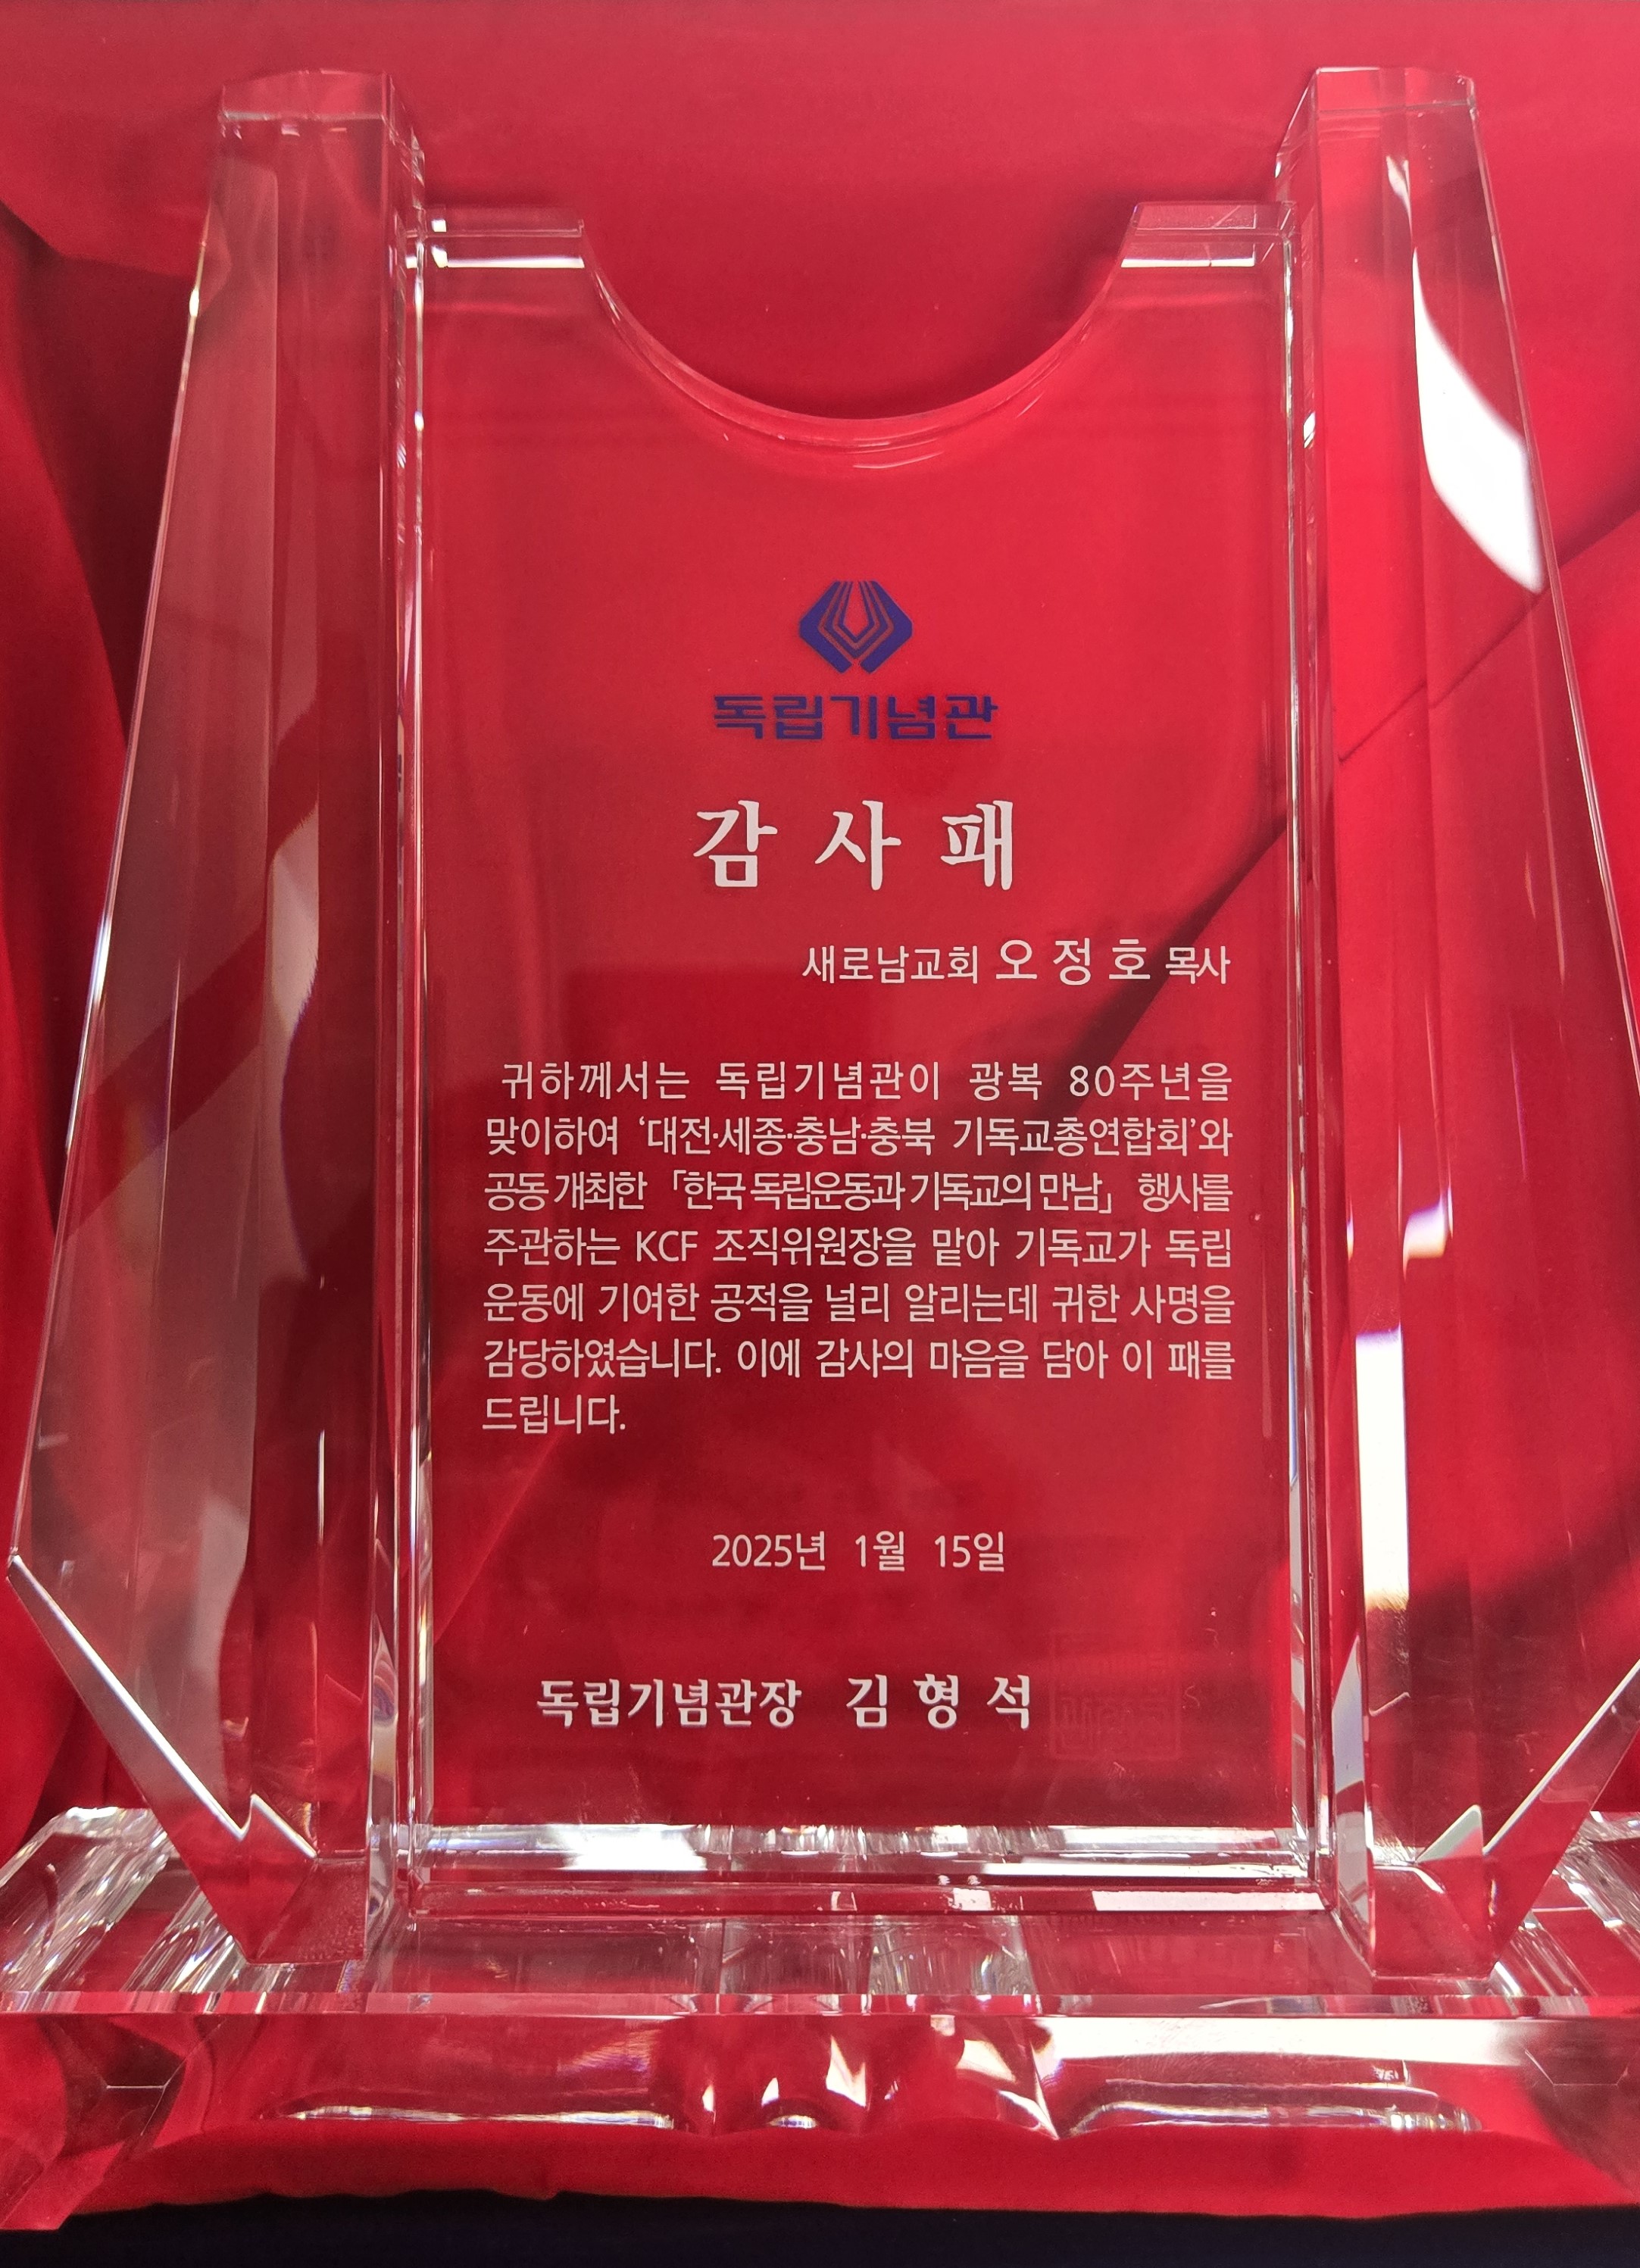 독립기념관
감사패
새로남교회 오정호 목사
귀하께서는 독립기념관이 광복 80주년을
맞이하여 ‘대전·세종·충남·충북 기독교총연합회’와
공동 개최한 「한국 독립운동과 기독교의 만남」 행사를
주관하는 KCF 조직위원장을 맡아 기독교가 독립
운동에 기여한 공적을 널리 알리는데 귀한 사명을
감당하였습니다. 이에 감사의 마음을 담아 이 패를
드립니다.
2025년 1월 15일
독립기념관장 김형석